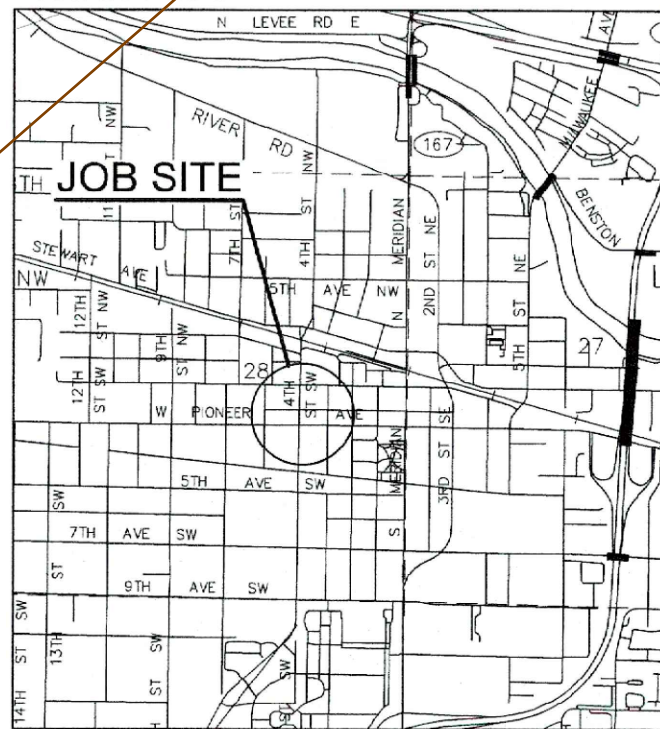 N LEVEE RD E
AVE
MILWAUKEE
RIVER RD
NW
167
TH
JOB SITE
11
NW
7TH ST
4TH ST
MERIDIAN
N
2ND ST NE
BENSTON
STEWART AVE
NW
5TH AVE NW
5TH ST NE
12TH ST NW
9TH ST NW
28
27
12TH ST SW
SW
4TH ST SW
W PIONEER AVE
S MERIDIAN
3RD ST SE
5TH AVE SW
SW
7TH AVE SW
9TH AVE SW
14TH ST SW
13TH ST
ST SW
SW